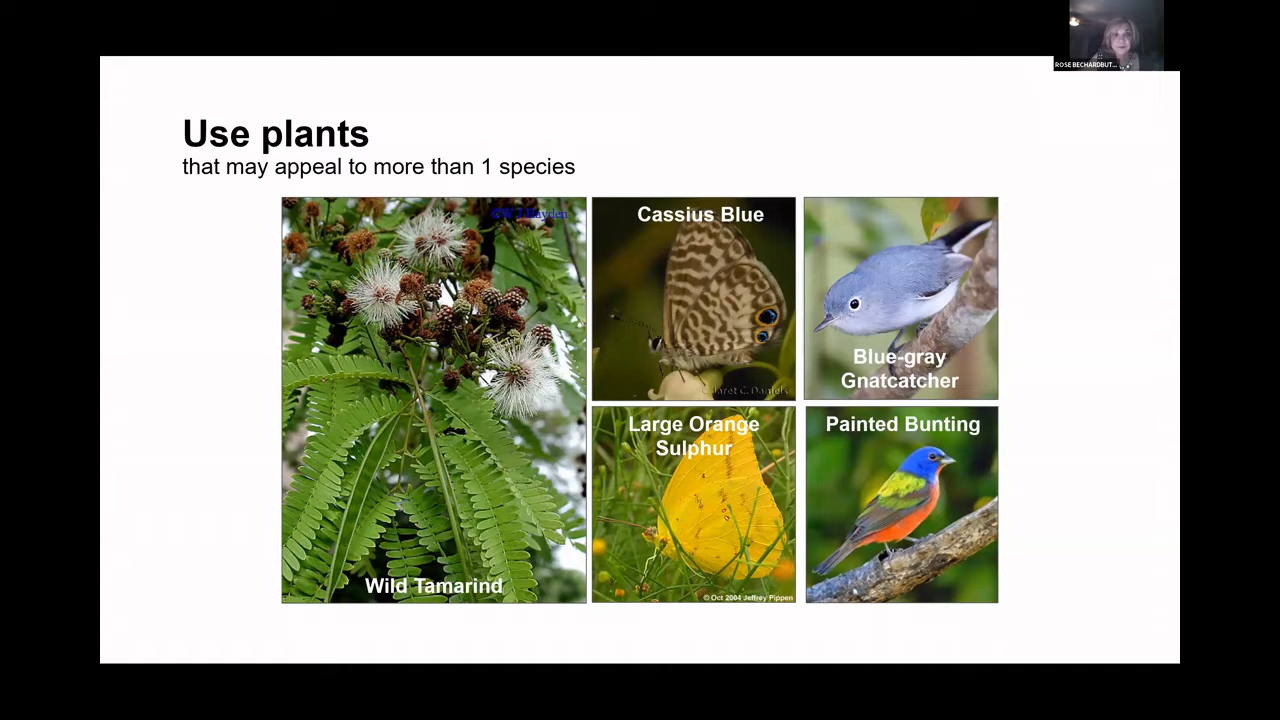 ROSE BECHARDBUT...
Use plants
that may appeal to more than 1 species
©W.J.Hayden
Wild Tamarind
Cassius Blue
© Jaret C. Daniels
Blue-gray
Gnatcatcher
Large Orange
Sulphur
© Oct 2004 Jeffrey Pippen
Painted Bunting